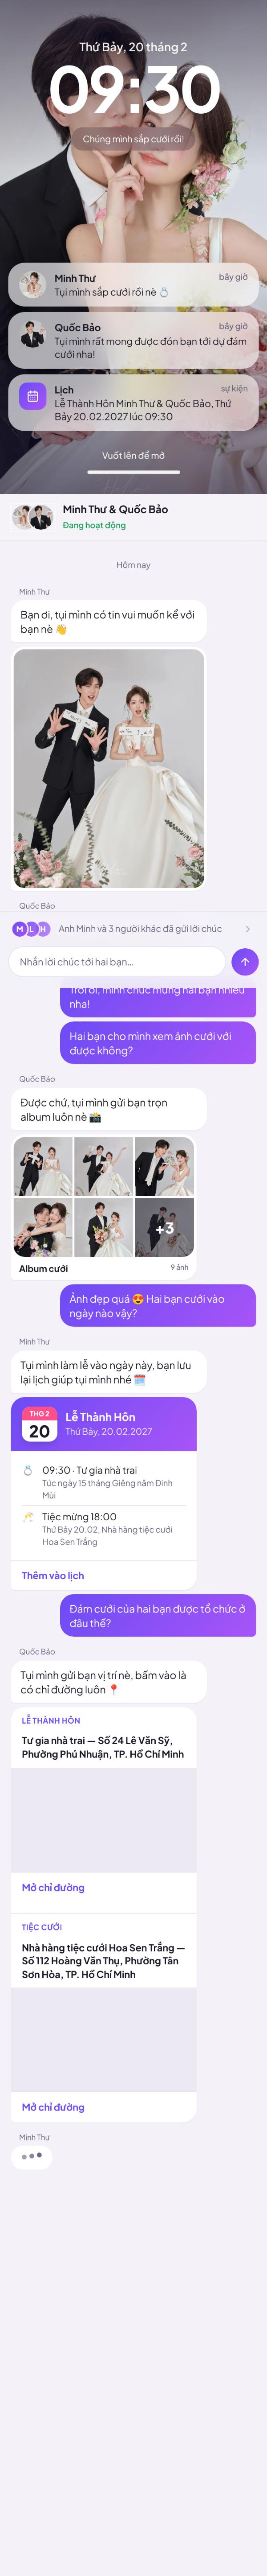 Thứ Bảy, 20 tháng 2
09:30
Chúng mình sắp cưới rồi!
Minh Thư
bây giờ
Tụi mình sắp cưới rồi nè 💍
Quốc Bảo
bây giờ
Tụi mình rất mong được đón bạn tới dự đám
cưới nha!
Lịch
sự kiện
Lễ Thành Hôn Minh Thư & Quốc Bảo, Thứ
Bảy 20.02.2027 lúc 09:30
Vuốt lên để mở
Minh Thư & Quốc Bảo
Đang hoạt động
Hôm nay
Minh Thư
Bạn ơi, tụi mình có tin vui muốn kể với
bạn nè 👋
Quốc Bảo
M L H
Anh Minh và 3 người khác đã gửi lời chúc
Nhắn lời chúc tới hai bạn...
Trời ơi, mình chúc mừng hai bạn nhiều
nha!
Hai bạn cho mình xem ảnh cưới với
được không?
Quốc Bảo
Được chứ, tụi mình gửi bạn trọn
album luôn nè 📸
+3
Album cưới
9 ảnh
Ảnh đẹp quá 😍 Hai bạn cưới vào
ngày nào vậy?
Minh Thư
Tụi mình làm lễ vào ngày này, bạn lưu
lại lịch giúp tụi mình nhé 🗓️
THG 2
20
Lễ Thành Hôn
Thứ Bảy, 20.02.2027
💍 09:30 · Tư gia nhà trai
Tức ngày 15 tháng Giêng năm Đinh
Mùi
🥂 Tiệc mừng 18:00
Thứ Bảy 20.02, Nhà hàng tiệc cưới
Hoa Sen Trắng
Thêm vào lịch
Đám cưới của hai bạn được tổ chức ở
đâu thế?
Quốc Bảo
Tụi mình gửi bạn vị trí nè, bấm vào là
có chỉ đường luôn 📍
LỄ THÀNH HÔN
Tư gia nhà trai — Số 24 Lê Văn Sỹ,
Phường Phú Nhuận, TP. Hồ Chí Minh
Mở chỉ đường
TIỆC CƯỚI
Nhà hàng tiệc cưới Hoa Sen Trắng —
Số 112 Hoàng Văn Thụ, Phường Tân
Sơn Hòa, TP. Hồ Chí Minh
Mở chỉ đường
Minh Thư